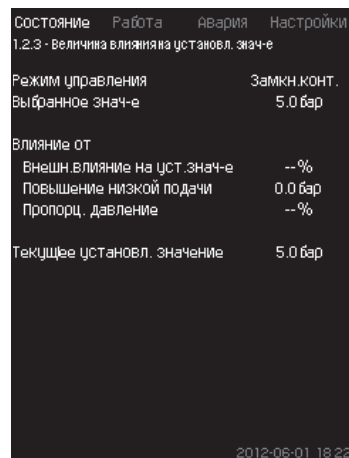 Состояние Работа Авария Настройки
1.2.3 - Величина влияния на установл. знач-е
Режим управления Замкн.конт.
Выбранное знач-е 5.0 бар
Влияние от
Внешн.влияние на уст.знач-е --%
Повышение низкой подачи 0.0 бар
Пропорц. давление --%
Текущее установл. значение 5.0 бар
2012-06-01 18:22